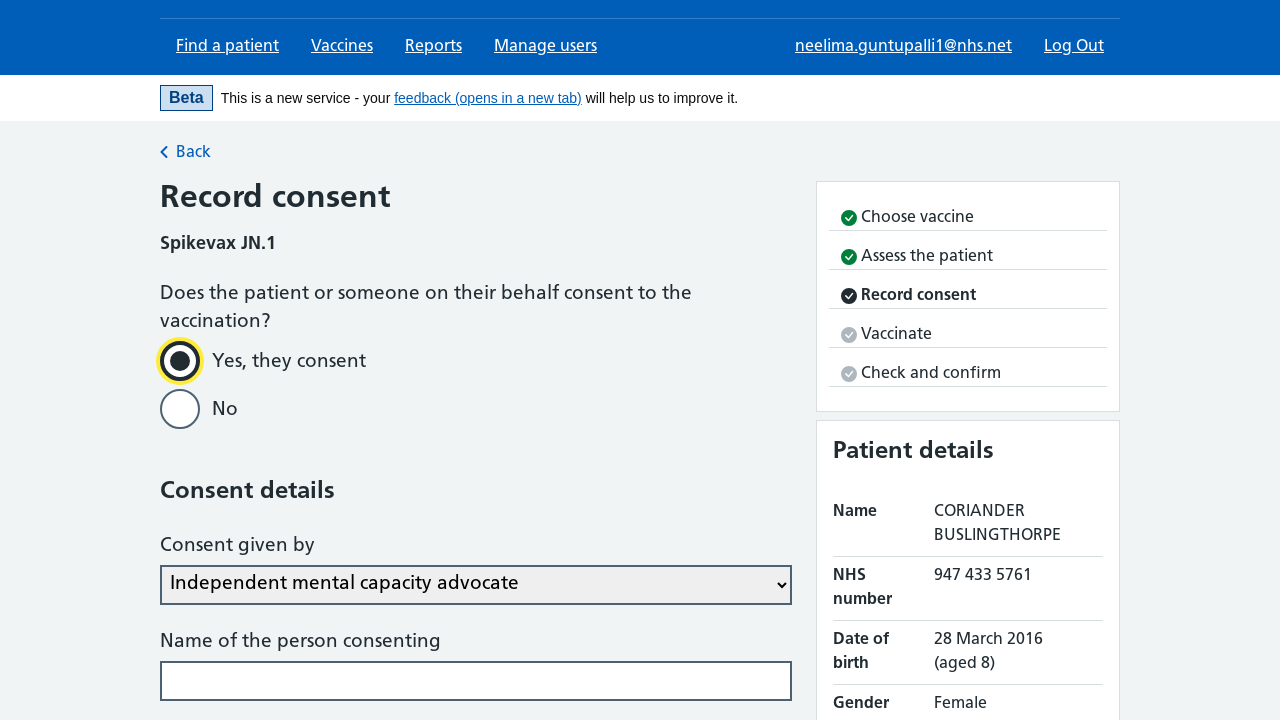 Find a patient
Vaccines
Reports
Manage users
neelima.guntupalli1@nhs.net
Log Out
Beta
This is a new service - your feedback (opens in a new tab) will help us to improve it.
Back
Record consent
Spikevax JN.1
Does the patient or someone on their behalf consent to the
vaccination?
Yes, they consent
No
Consent details
Consent given by
Independent mental capacity advocate
Name of the person consenting
Choose vaccine
Assess the patient
Record consent
Vaccinate
Check and confirm
Patient details
Name
CORIANDER
BUSLINGTHORPE
NHS
number
947 433 5761
Date of
birth
28 March 2016
(aged 8)
Gender
Female